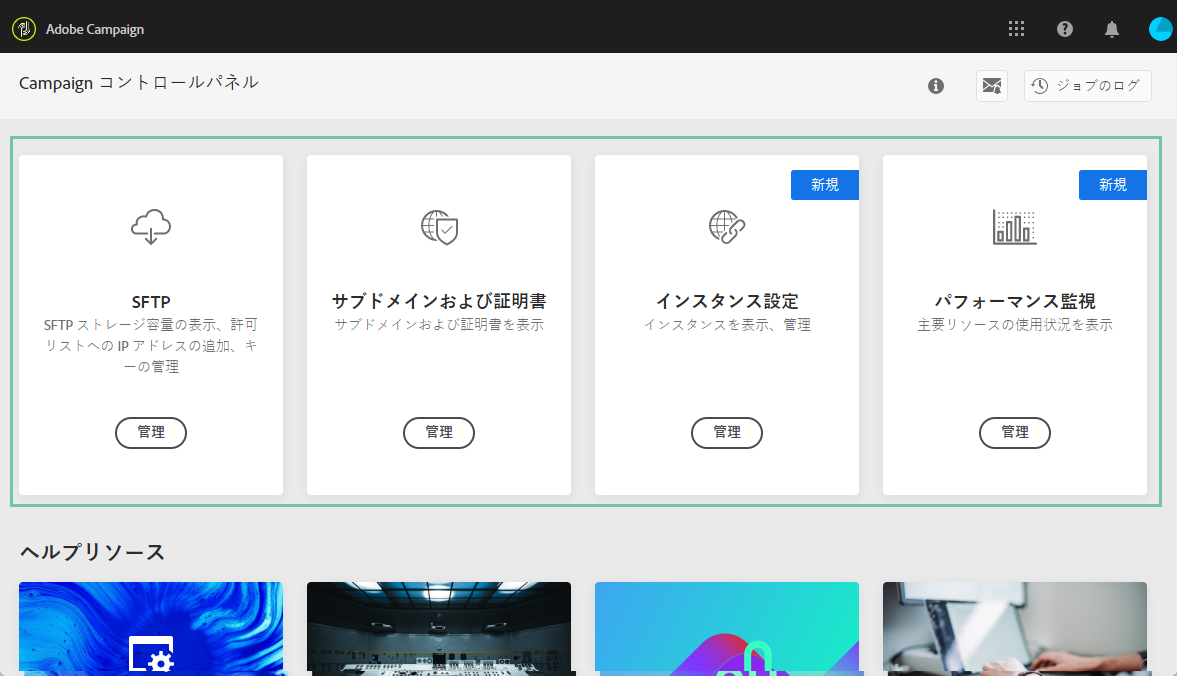 Adobe Campaign
Campaign コントロールパネル
ジョブのログ
SFTP
SFTP ストレージ容量の表示、許可
リストへの IP アドレスの追加、キ
ーの管理
管理
サブドメインおよび証明書
サブドメインおよび証明書を表示
管理
新規
インスタンス設定
インスタンスを表示、管理
管理
新規
パフォーマンス監視
主要リソースの使用状況を表示
管理
ヘルプリソース